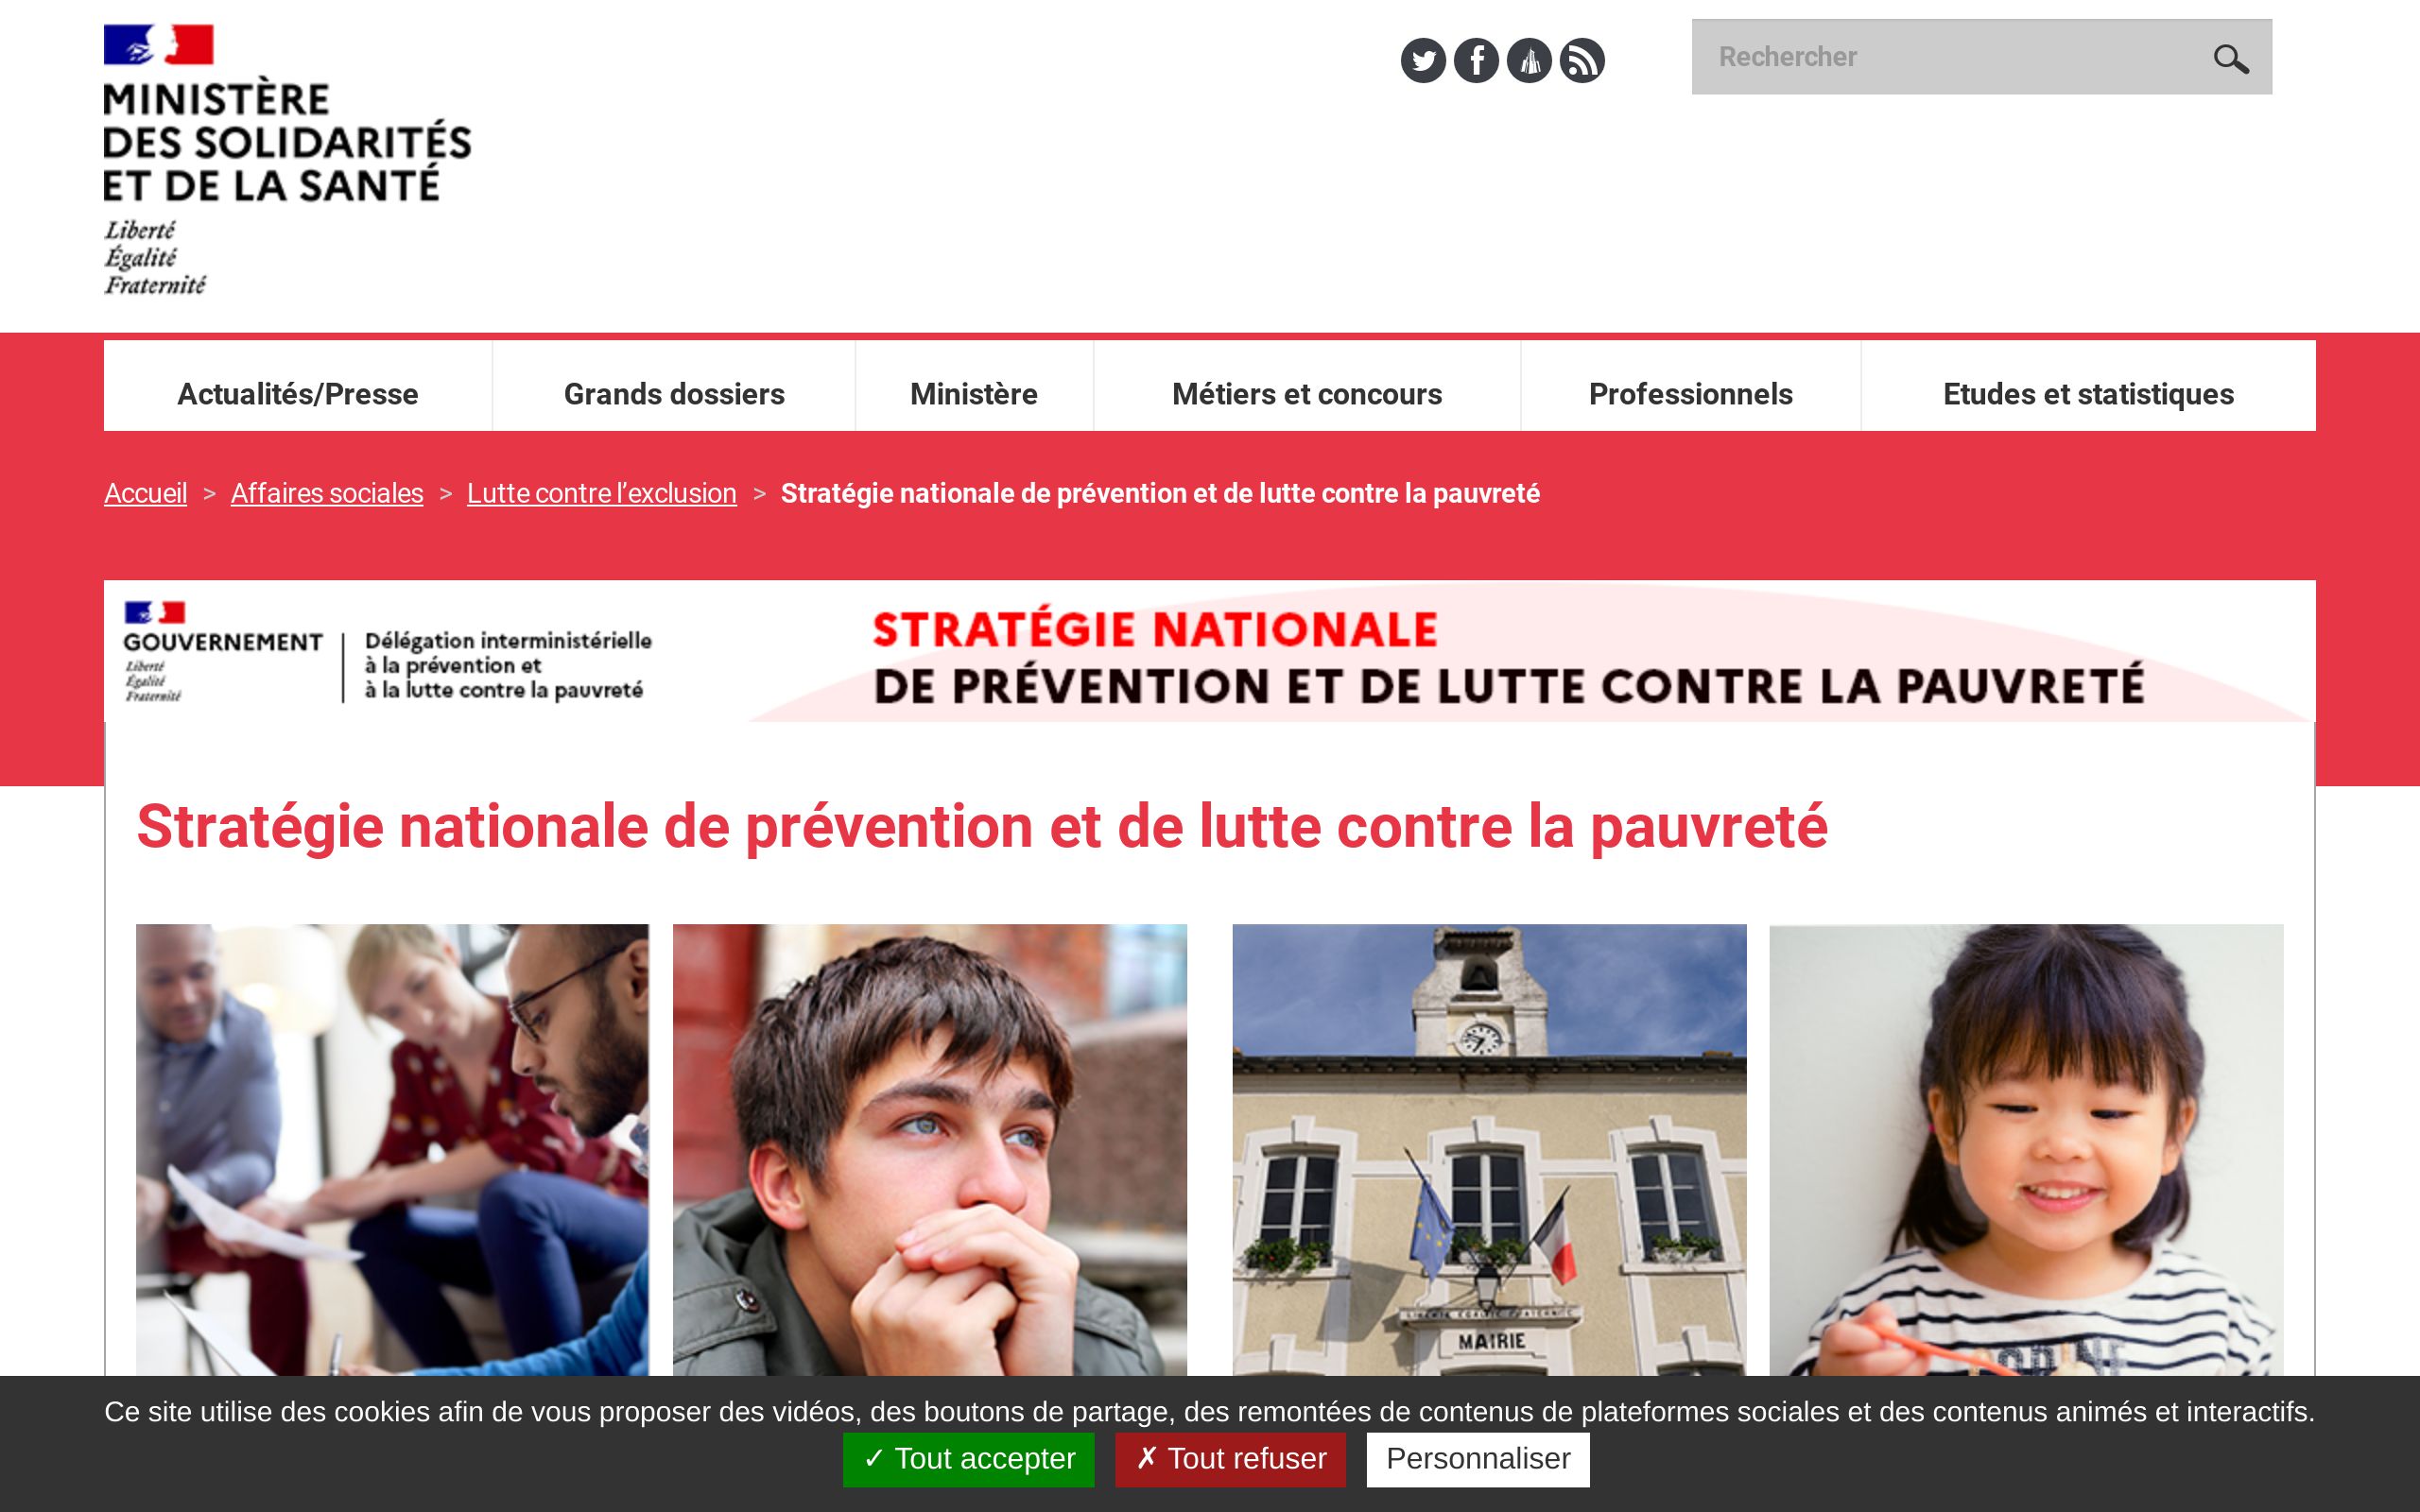 MINISTÈRE
DES SOLIDARITÉS
ET DE LA SANTÉ
Liberté
Égalité
Fraternité
Rechercher
Actualités/Presse
Grands dossiers
Ministère
Métiers et concours
Professionnels
Etudes et statistiques
Accueil > Affaires sociales > Lutte contre l’exclusion > Stratégie nationale de prévention et de lutte contre la pauvreté
GOUVERNEMENT
Liberté
Égalité
Fraternité
Délégation interministérielle
à la prévention et
à la lutte contre la pauvreté
STRATÉGIE NATIONALE
DE PRÉVENTION ET DE LUTTE CONTRE LA PAUVRETÉ
Stratégie nationale de prévention et de lutte contre la pauvreté
LIBERTE EGALITE FRATERNITE
MAIRIE
Ce site utilise des cookies afin de vous proposer des vidéos, des boutons de partage, des remontées de contenus de plateformes sociales et des contenus animés et interactifs.
✓ Tout accepter
✗ Tout refuser
Personnaliser